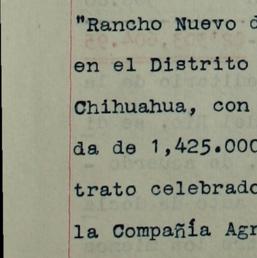 "Rancho Nuevo d
en el Distrito
Chihuahua, con
da de 1,425.000
trato celebrado
la Compañía Agr